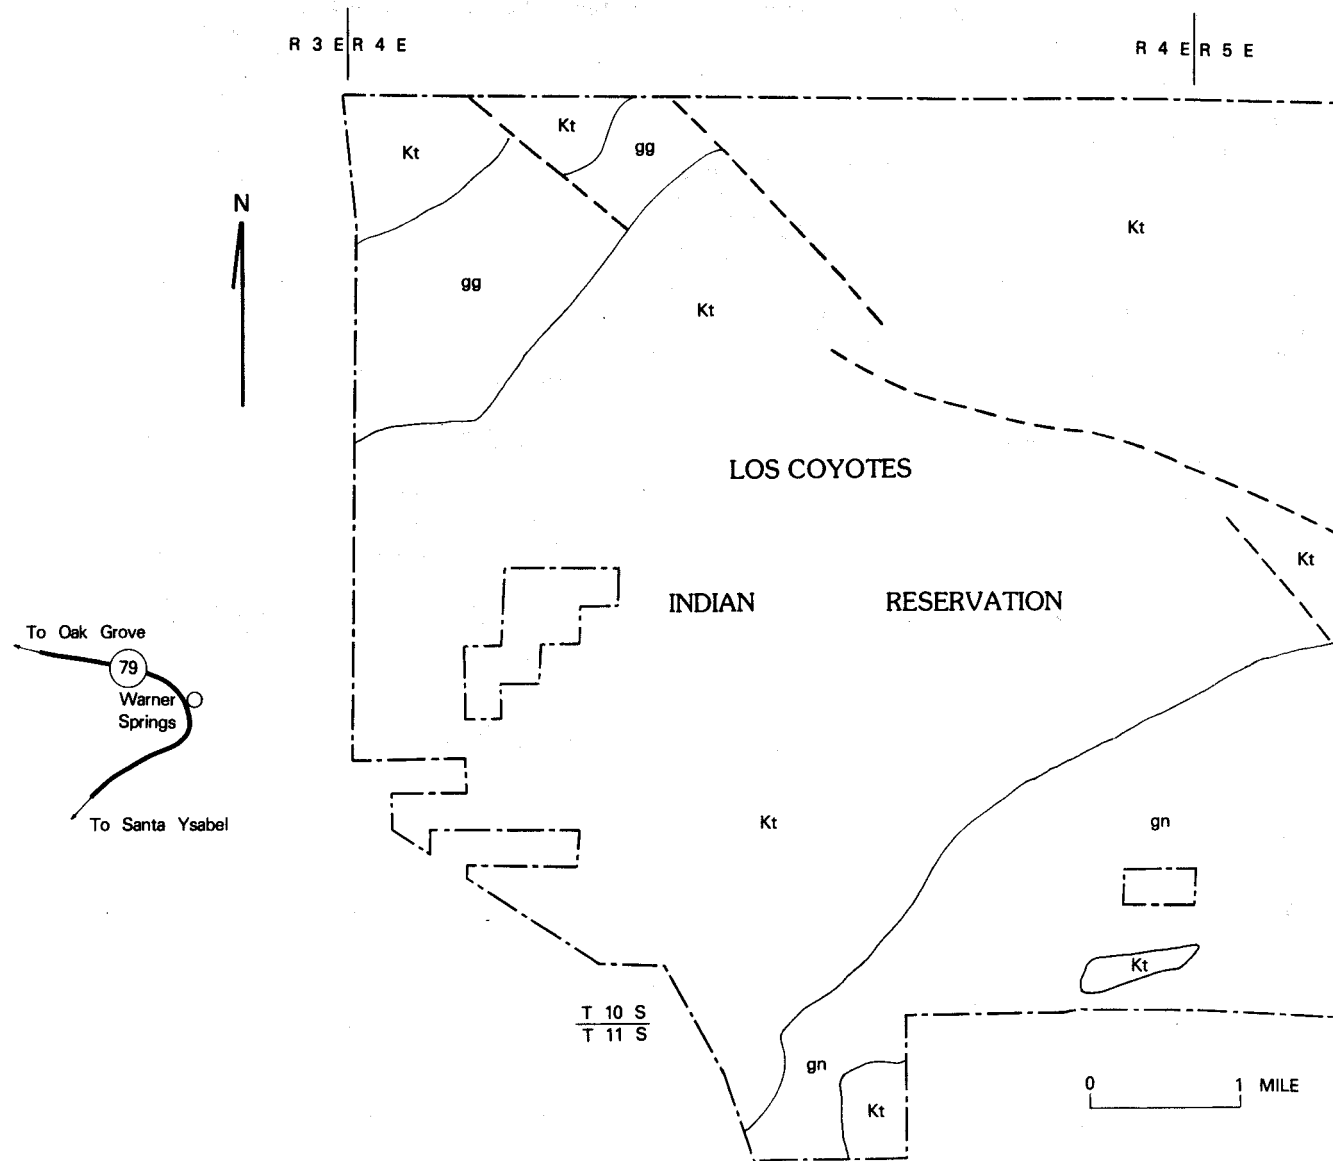 R 3 E R 4 E
R 4 E R 5 E
Kt
Kt
gg
N
Kt
gg
Kt
LOS COYOTES
Kt
INDIAN RESERVATION
To Oak Grove
79
Warner
Springs
To Santa Ysabel
Kt
gn
Kt
T 10 S
T 11 S
gn
Kt
0 1 MILE